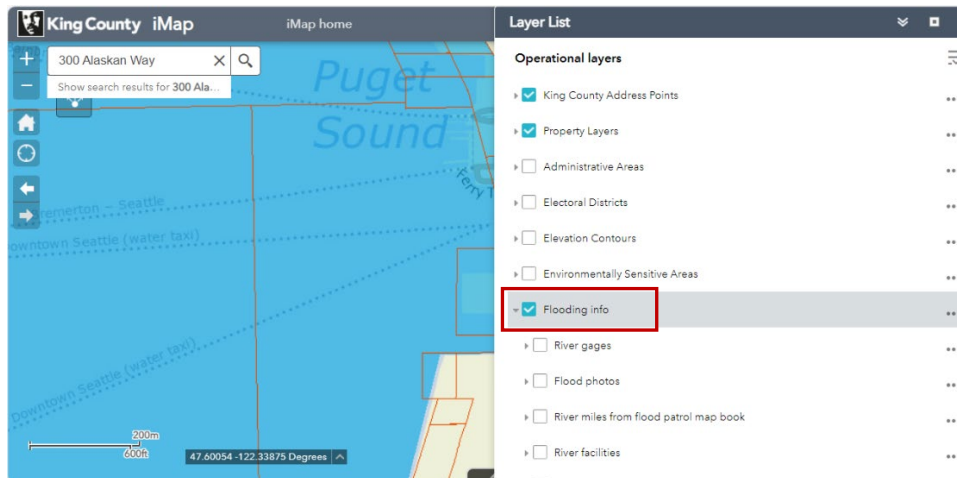 King County iMap
iMap home
300 Alaskan Way
Show search results for 300 Ala...
Puget
Sound
Ferry T
Bremerton - Seattle
Downtown Seattle (water taxi)
Downtown Seattle (water taxi)
200m
600ft
47.60054 -122.33875 Degrees
Layer List
Operational layers
King County Address Points
Property Layers
Administrative Areas
Electoral Districts
Elevation Contours
Environmentally Sensitive Areas
Flooding info
River gages
Flood photos
River miles from flood patrol map book
River facilities